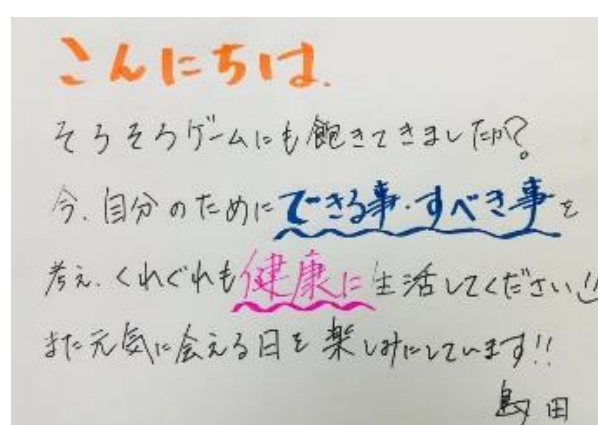 こんにちは.
そろそろゲームにも飽きてきましたか?
今、自分のためにできる事・すべき事を
考え、くれぐれも健康に生活してください!!
また元気に会える日を楽しみにしています!!
島田